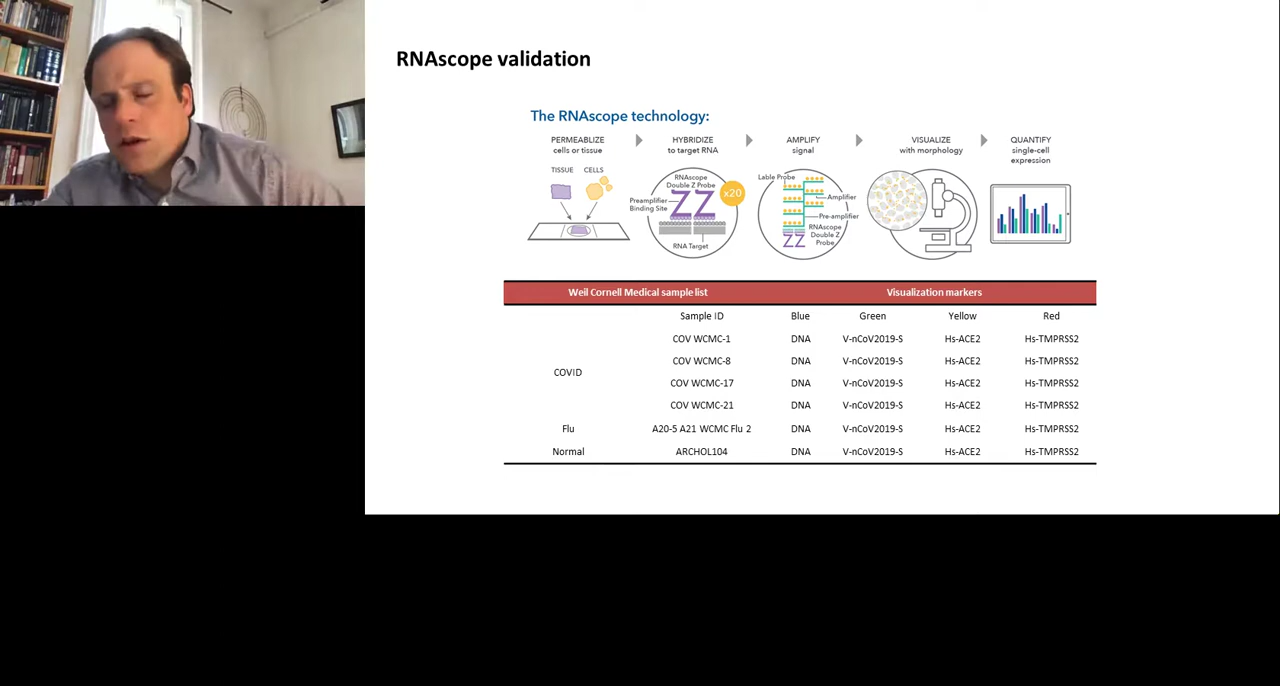 RNAscope validation
The RNAscope technology:
PERMEABLIZE
cells or tissue
HYBRIDIZE
to target RNA
AMPLIFY
signal
VISUALIZE
with morphology
QUANTIFY
single-cell
expression
TISSUE CELLS
RNAscope
Double Z Probe
x20
Preamplifier
Binding Site
RNA Target
Lable Probe
Amplifier
Pre-amplifier
RNAscope
Double Z
Probe
Weil Cornell Medical sample list Visualization markers
Sample ID Blue Green Yellow Red
COVID
COV WCMC-1 DNA V-nCoV2019-S Hs-ACE2 Hs-TMPRSS2
COV WCMC-8 DNA V-nCoV2019-S Hs-ACE2 Hs-TMPRSS2
COV WCMC-17 DNA V-nCoV2019-S Hs-ACE2 Hs-TMPRSS2
COV WCMC-21 DNA V-nCoV2019-S Hs-ACE2 Hs-TMPRSS2
Flu A20-5 A21 WCMC Flu 2 DNA V-nCoV2019-S Hs-ACE2 Hs-TMPRSS2
Normal ARCHOL104 DNA V-nCoV2019-S Hs-ACE2 Hs-TMPRSS2